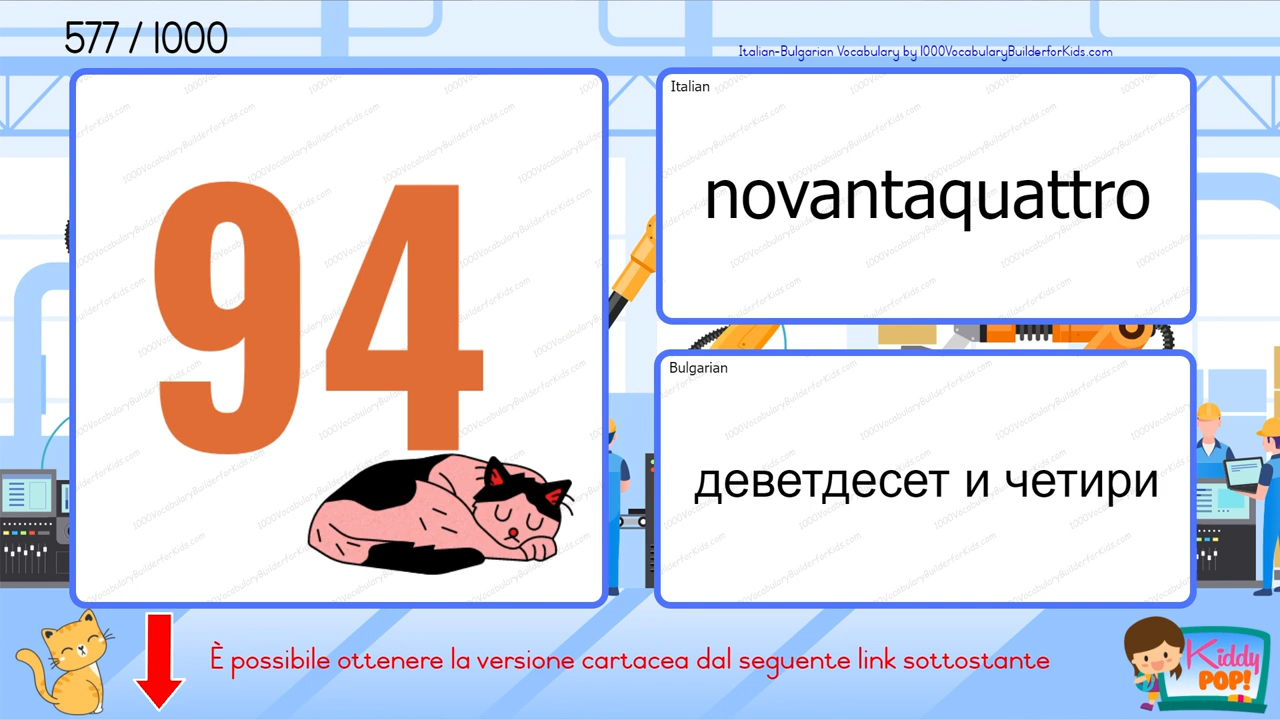 577 / 1000
Italian-Bulgarian Vocabulary by 1000VocabularyBuilderforKids.com
94
Italian
novantaquattro
Bulgarian
деветдесет и четири
È possibile ottenere la versione cartacea dal seguente link sottostante
Kiddy
POP!